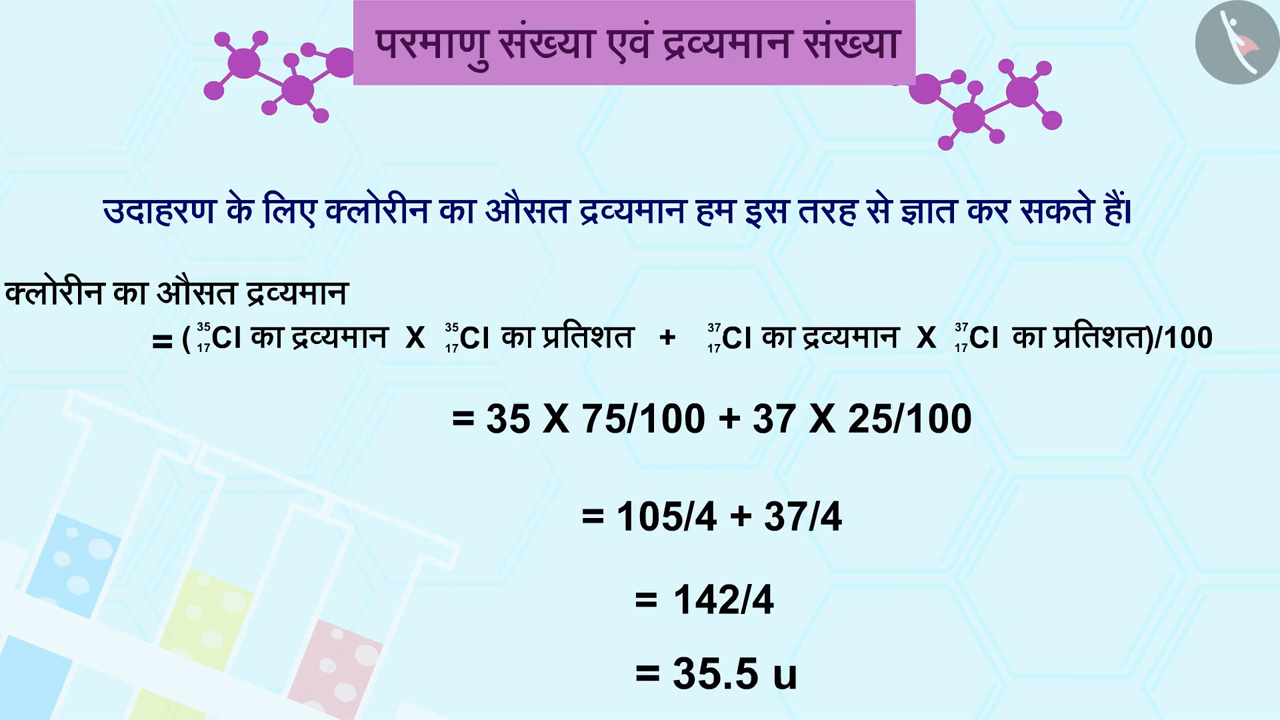 परमाणु संख्या एवं द्रव्यमान संख्या
उदाहरण के लिए क्लोरीन का औसत द्रव्यमान हम इस तरह से ज्ञात कर सकते हैं।
क्लोरीन का औसत द्रव्यमान
= ( ³⁵₁₇Cl का द्रव्यमान X ³⁵₁₇Cl का प्रतिशत + ³⁷₁₇Cl का द्रव्यमान X ³⁷₁₇Cl का प्रतिशत)/100
= 35 X 75/100 + 37 X 25/100
= 105/4 + 37/4
= 142/4
= 35.5 u